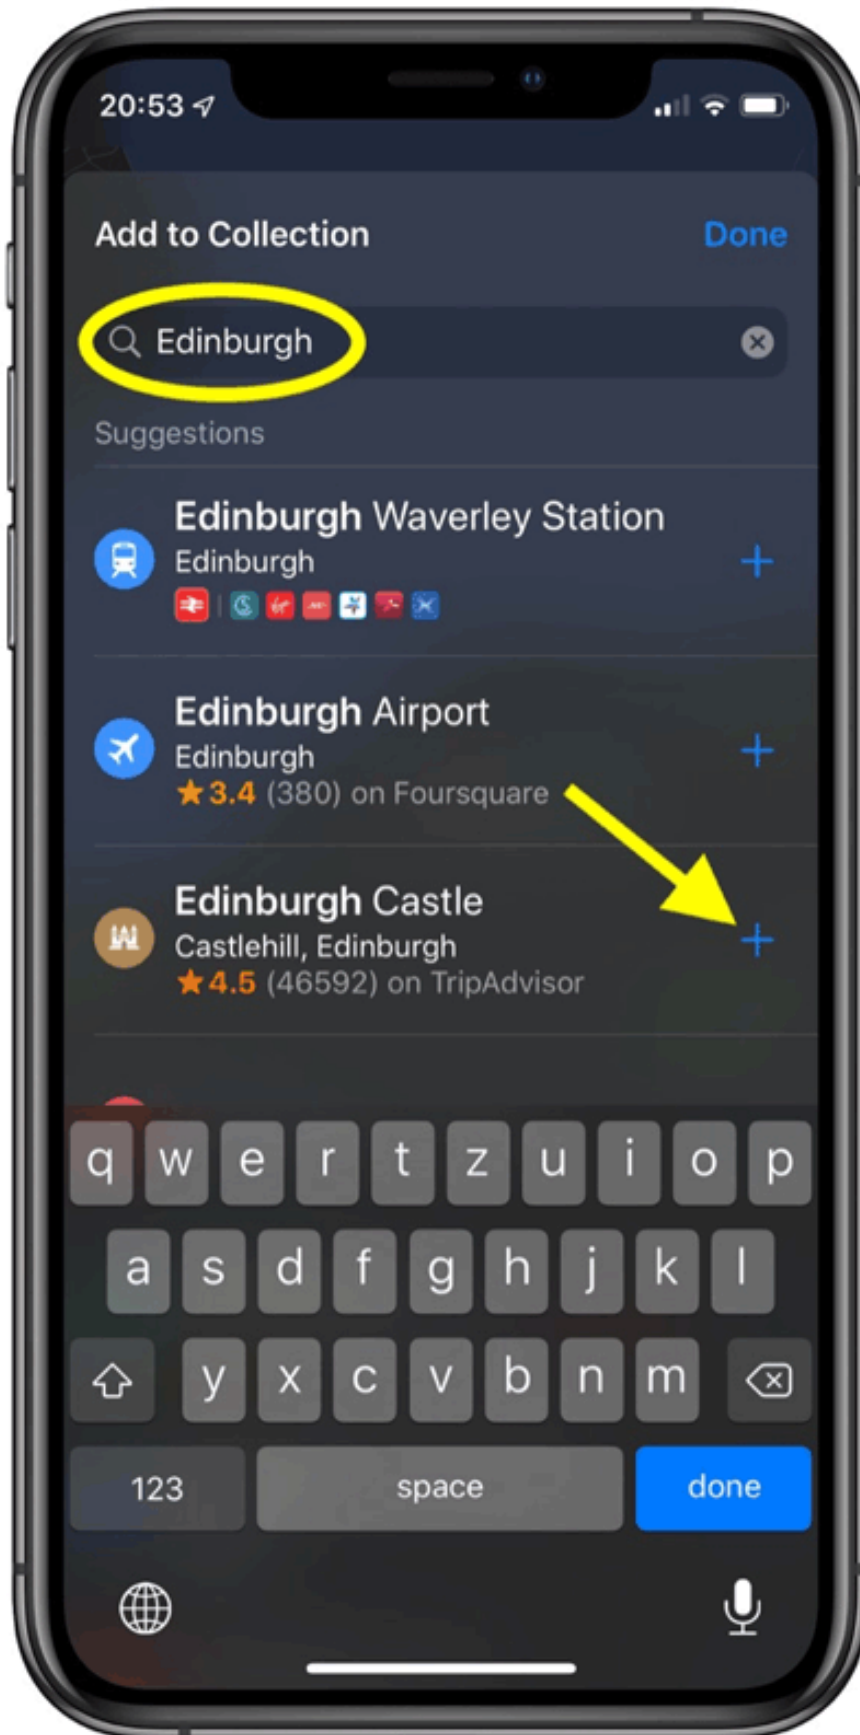 20:53
Add to Collection
Done
Edinburgh
Suggestions
Edinburgh Waverley Station
Edinburgh
Edinburgh Airport
Edinburgh
★3.4 (380) on Foursquare
Edinburgh Castle
Castlehill, Edinburgh
★4.5 (46592) on TripAdvisor
q w e r t z u i o p
a s d f g h j k l
y x c v b n m
123 space done